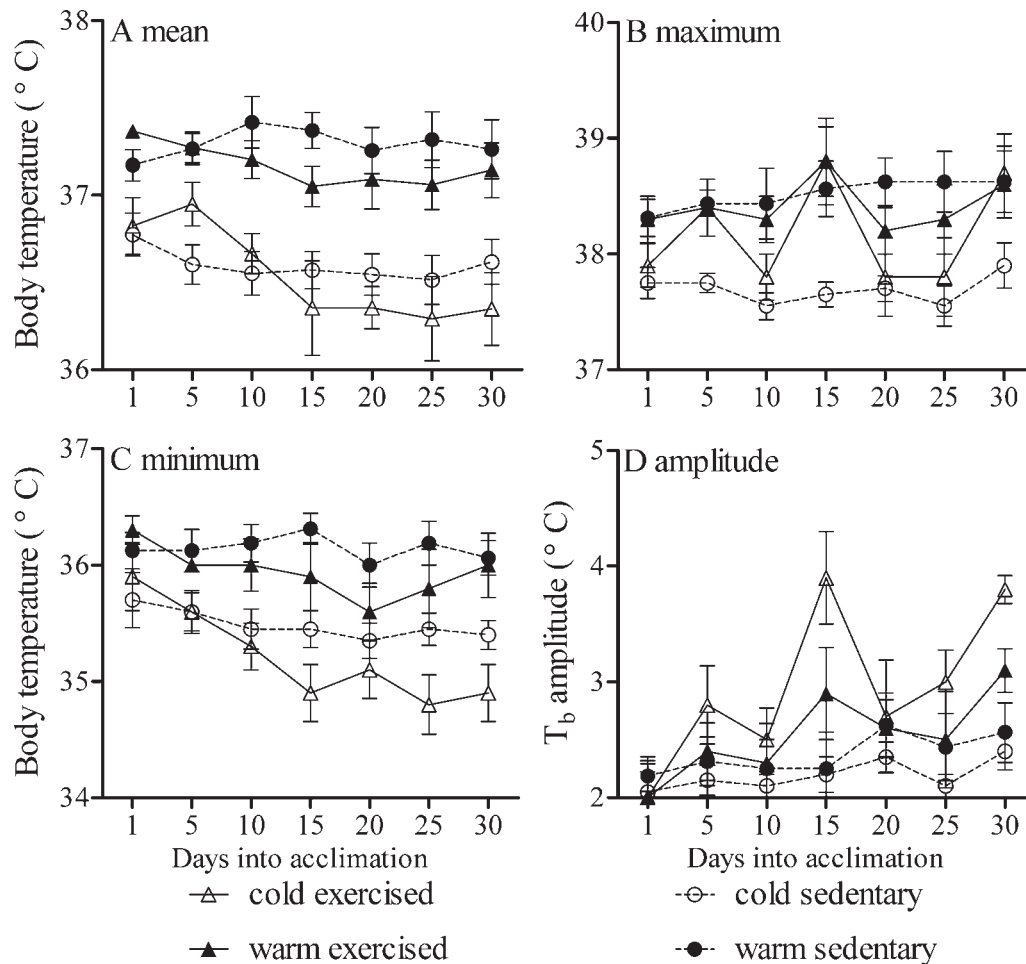 A mean
38
37
36
Body temperature (° C)
1 5 10 15 20 25 30
B maximum
40
39
38
37
1 5 10 15 20 25 30
C minimum
37
36
35
34
Body temperature (° C)
1 5 10 15 20 25 30
Days into acclimation
D amplitude
5
4
3
2
Tb amplitude (° C)
1 5 10 15 20 25 30
Days into acclimation
cold exercised
cold sedentary
warm exercised
warm sedentary